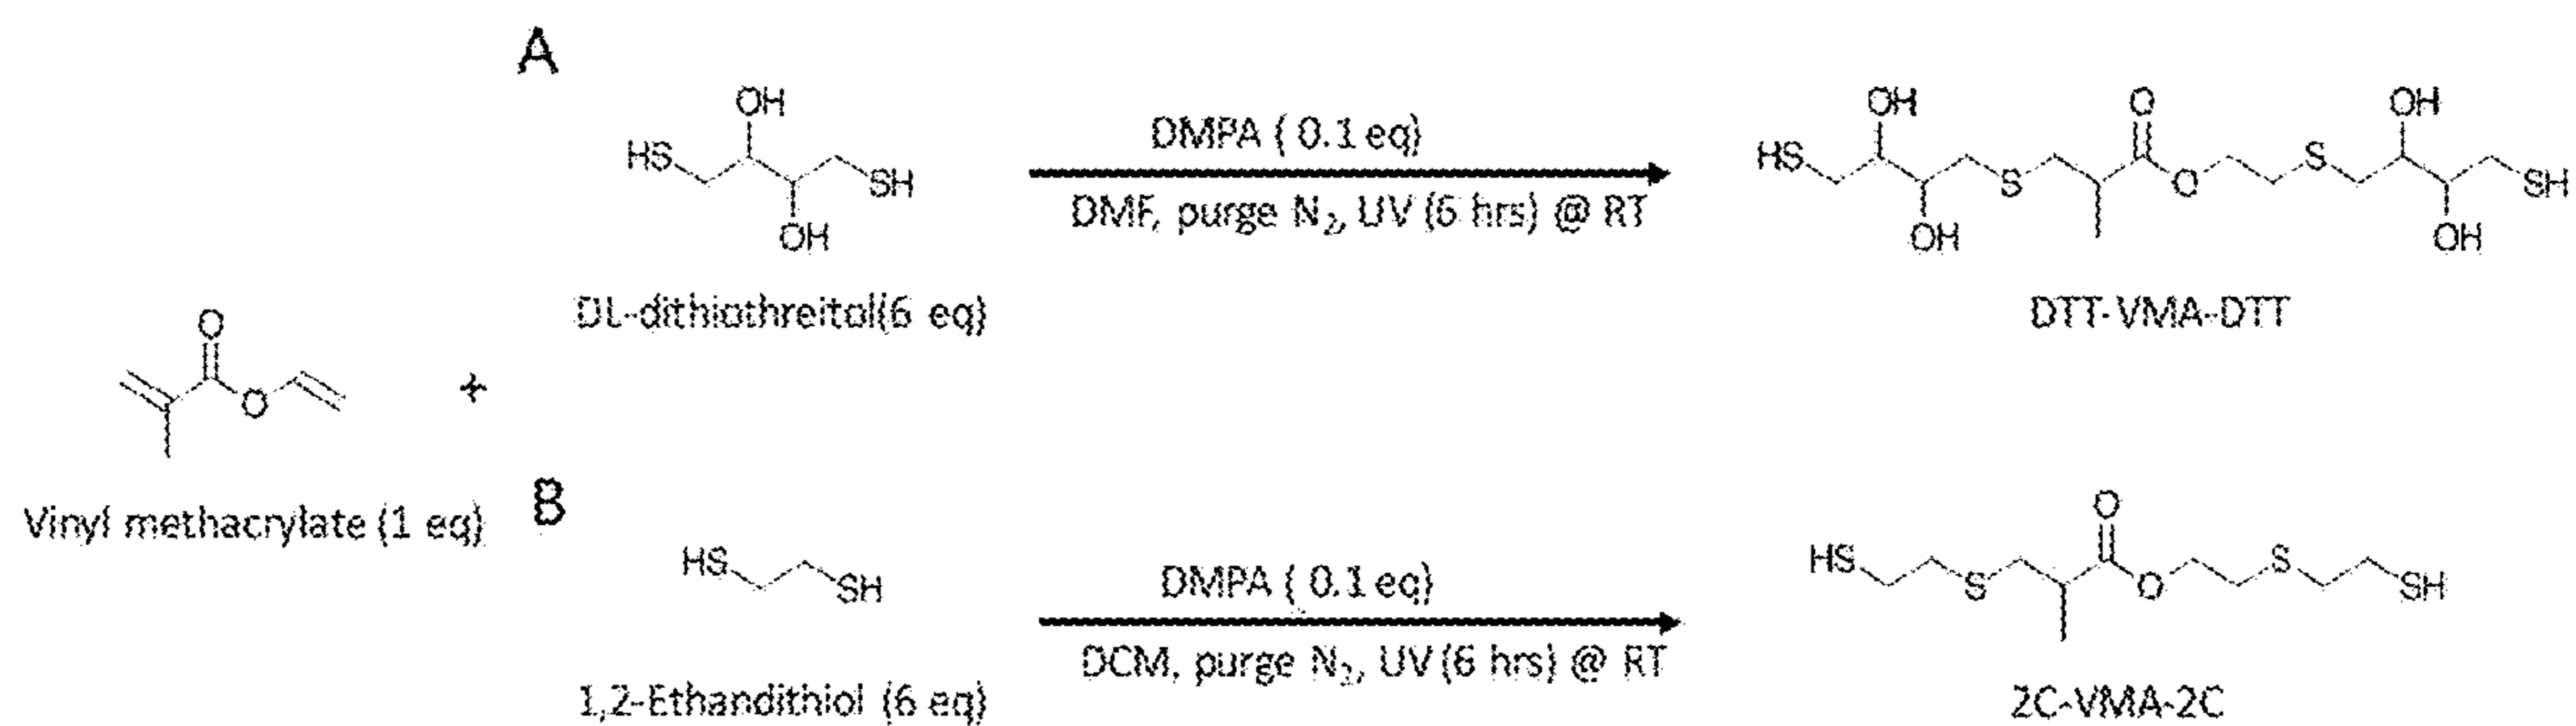 A
OH
HS
SH
OH
DL-dithiothreitol(6 eq)
DMPA ( 0.1 eq)
DMF, purge N₂, UV (6 hrs) @ RT
OH
O
OH
HS
S
S
O
SH
OH
OH
DTT-VMA-DTT
O
O
+
Vinyl methacrylate (1 eq)
B
HS
SH
1,2-Ethandithiol (6 eq)
DMPA ( 0.1 eq)
DCM, purge N₂, UV (6 hrs) @ RT
O
HS
S
S
O
SH
2C-VMA-2C